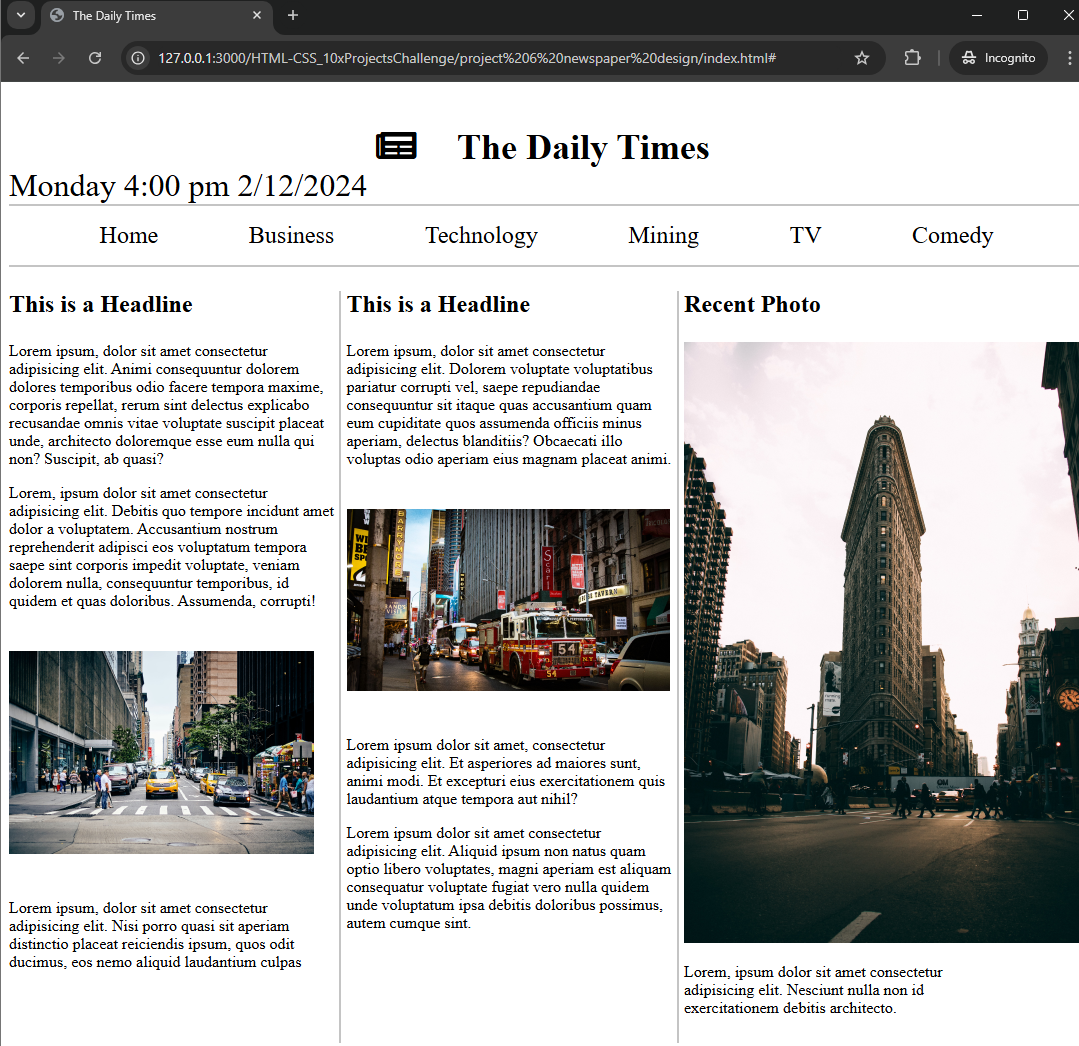 The Daily Times
127.0.0.1:3000/HTML-CSS_10xProjectsChallenge/project%206%20newspaper%20design/index.html#
Incognito
The Daily Times
Monday 4:00 pm 2/12/2024
Home Business Technology Mining TV Comedy
This is a Headline
Lorem ipsum, dolor sit amet consectetur
adipisicing elit. Animi consequuntur dolorem
dolores temporibus odio facere tempora maxime,
corporis repellat, rerum sint delectus explicabo
recusandae omnis vitae voluptate suscipit placeat
unde, architecto doloremque esse eum nulla qui
non? Suscipit, ab quasi?
Lorem, ipsum dolor sit amet consectetur
adipisicing elit. Debitis quo tempore incidunt amet
dolor a voluptatem. Accusantium nostrum
reprehenderit adipisci eos voluptatum tempora
saepe sint corporis impedit voluptate, veniam
dolorem nulla, consequuntur temporibus, id
quidem et quas doloribus. Assumenda, corrupti!
Lorem ipsum, dolor sit amet consectetur
adipisicing elit. Nisi porro quasi sit aperiam
distinctio placeat reiciendis ipsum, quos odit
ducimus, eos nemo aliquid laudantium culpas
This is a Headline
Lorem ipsum, dolor sit amet consectetur
adipisicing elit. Dolorem voluptate voluptatibus
pariatur corrupti vel, saepe repudiandae
consequuntur sit itaque quas accusantium quam
eum cupiditate quos assumenda officiis minus
aperiam, delectus blanditiis? Obcaecati illo
voluptas odio aperiam eius magnam placeat animi.
BARRYMORE
Scarl
TAVERN
54
54
Lorem ipsum dolor sit amet, consectetur
adipisicing elit. Et asperiores ad maiores sunt,
animi modi. Et excepturi eius exercitationem quis
laudantium atque tempora aut nihil?
Lorem ipsum dolor sit amet consectetur
adipisicing elit. Aliquid ipsum non natus quam
optio libero voluptates, magni aperiam est aliquam
consequatur voluptate fugiat vero nulla quidem
unde voluptatum ipsa debitis doloribus possimus,
autem cumque sint.
Recent Photo
Lorem, ipsum dolor sit amet consectetur
adipisicing elit. Nesciunt nulla non id
exercitationem debitis architecto.